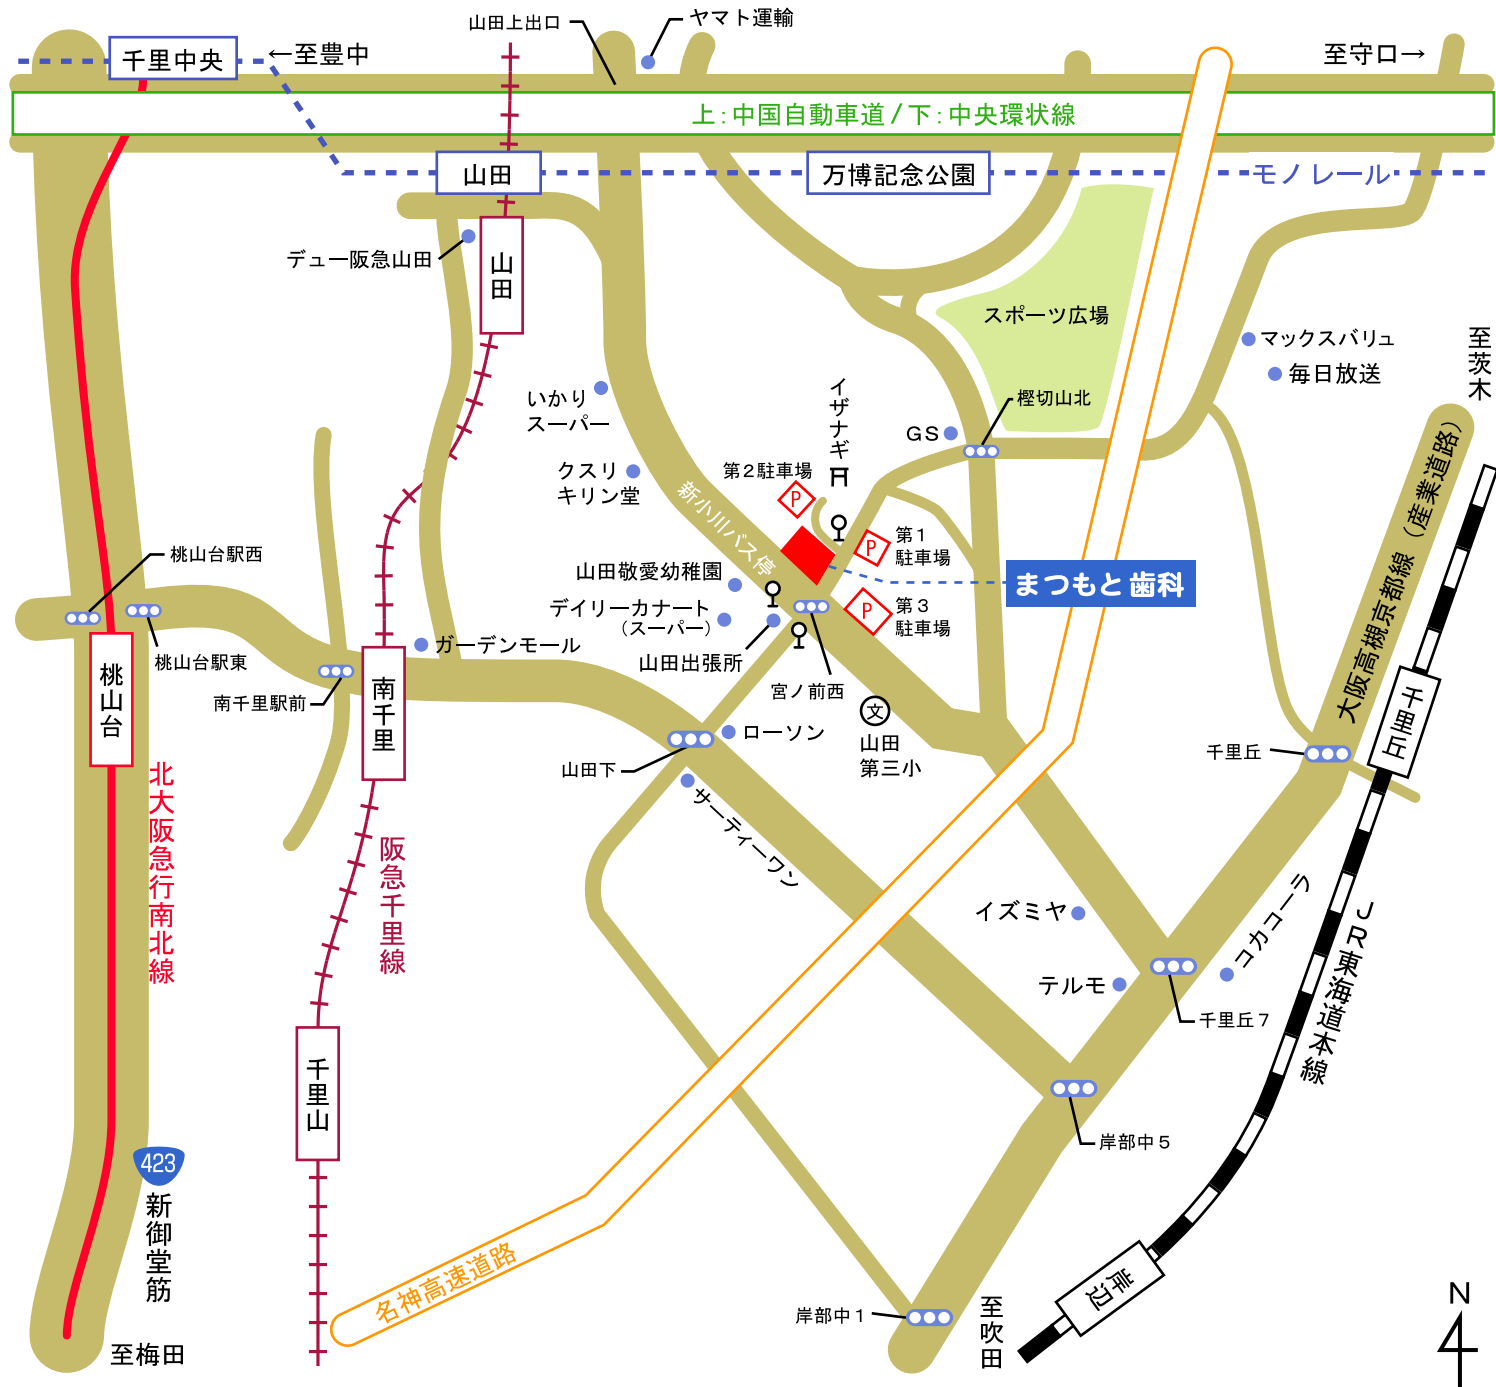 山田上出口
ヤマト運輸
千里中央
←至豊中
至守口→
上：中国自動車道／下：中央環状線
山田
万博記念公園
モノレール
デュー阪急山田
山田
スポーツ広場
マックスバリュ
毎日放送
至茨木
いかり
スーパー
イザナギ
樫切山北
GS
クスリ
キリン堂
第2駐車場
P
新小川バス停
第1
駐車場
P
大阪高槻京都線（産業道路）
桃山台駅西
山田敬愛幼稚園
まつもと歯科
デイリーカナート
（スーパー）
第3
駐車場
P
ガーデンモール
山田出張所
桃山台駅東
桃山台
南千里駅前
南千里
宮ノ前西
文
山田
第三小
ローソン
山田下
千里丘
千里丘
サーティーワン
北大阪急行南北線
阪急千里線
イズミヤ
コカコーラ
テルモ
JR東海道本線
千里丘7
千里山
岸部中5
423
新御堂筋
名神高速道路
岸辺
岸部中1
至吹田
至梅田
N